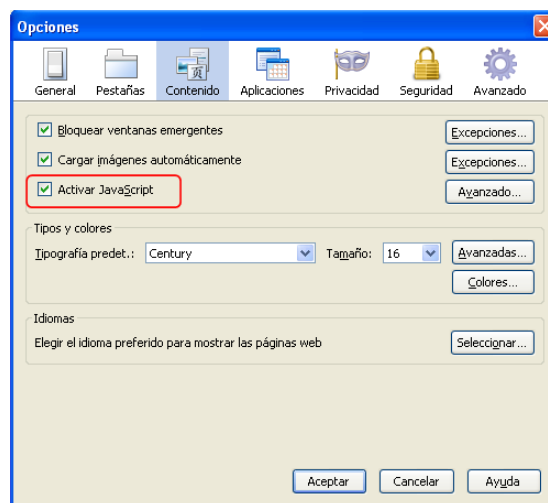 Opciones
General Pestañas Contenido Aplicaciones Privacidad Seguridad Avanzado
Bloquear ventanas emergentes Excepciones...
Cargar imágenes automáticamente Excepciones...
Activar JavaScript Avanzado...
Tipos y colores
Tipografía predet.: Century Tamaño: 16 Avanzadas...
Colores...
Idiomas
Elegir el idioma preferido para mostrar las páginas web Seleccionar...
Aceptar Cancelar Ayuda